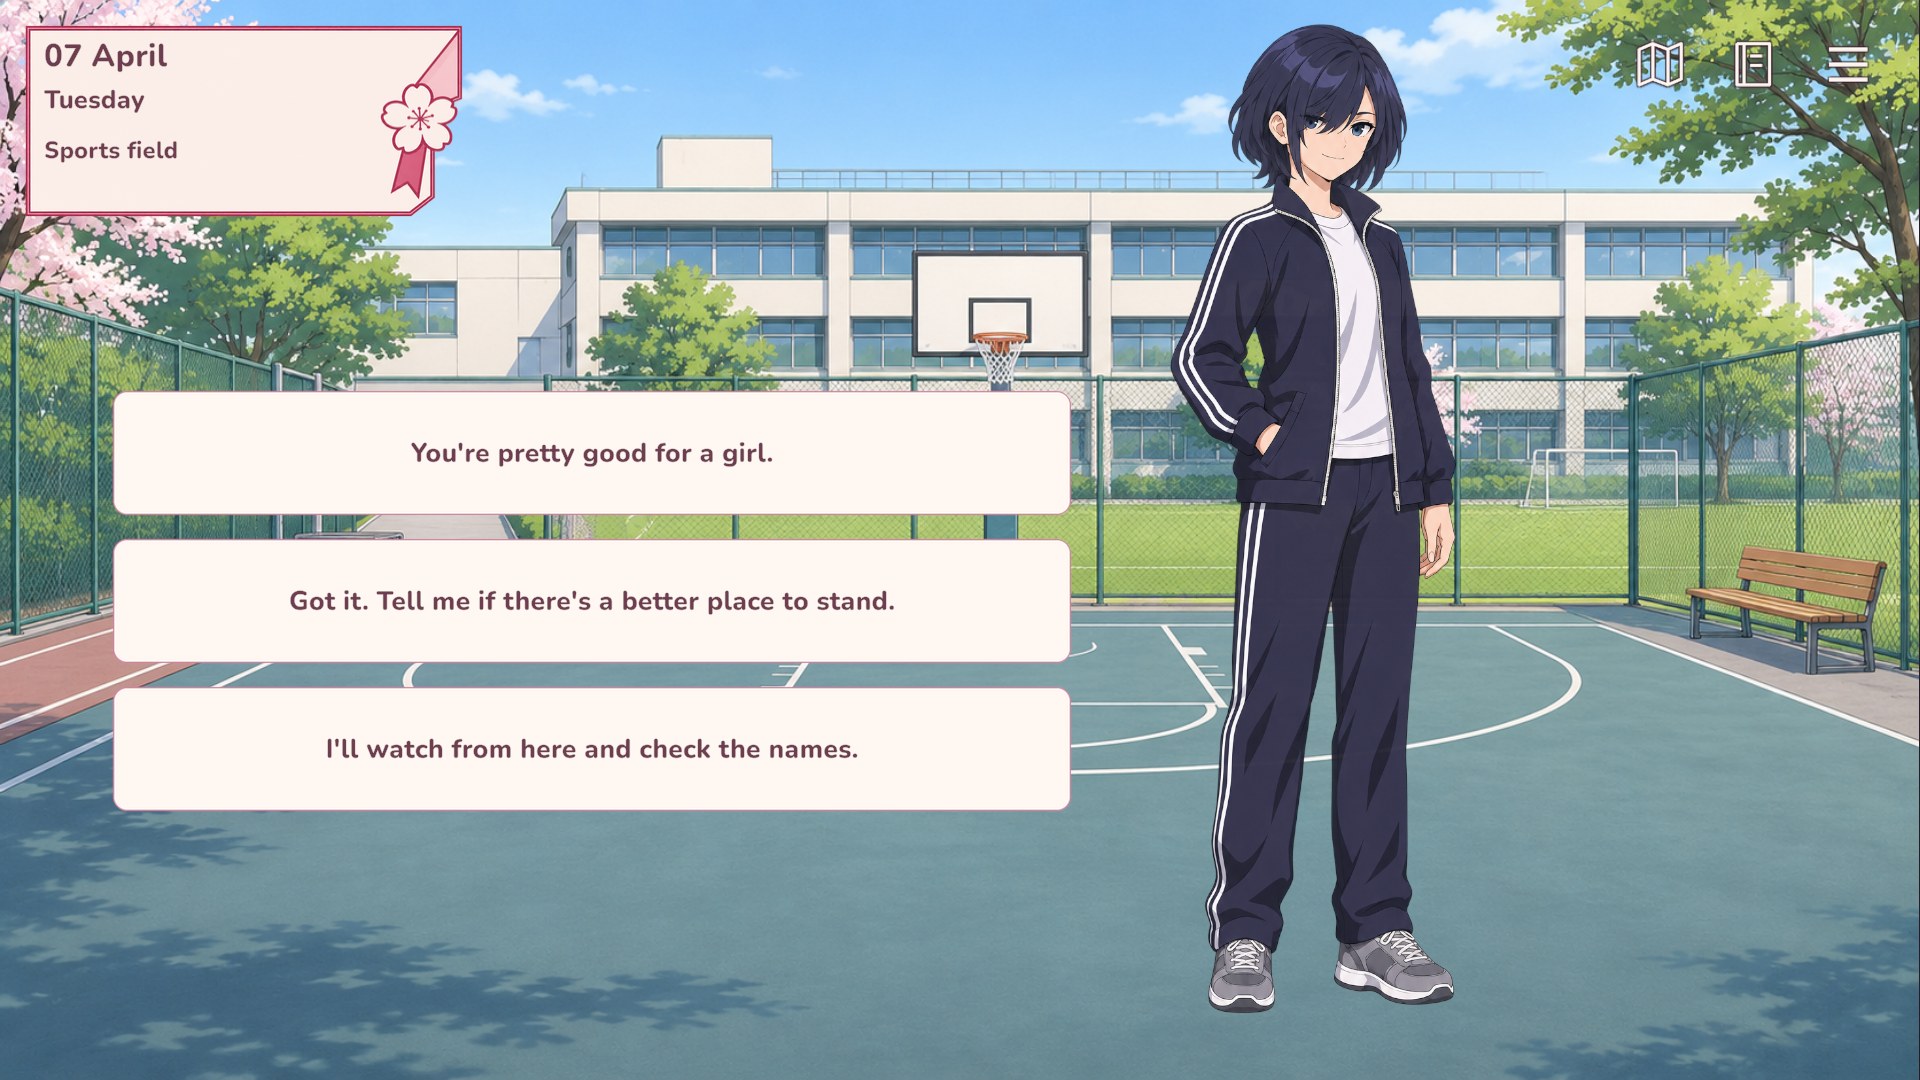 07 April
Tuesday
Sports field
You're pretty good for a girl.
Got it. Tell me if there's a better place to stand.
I'll watch from here and check the names.